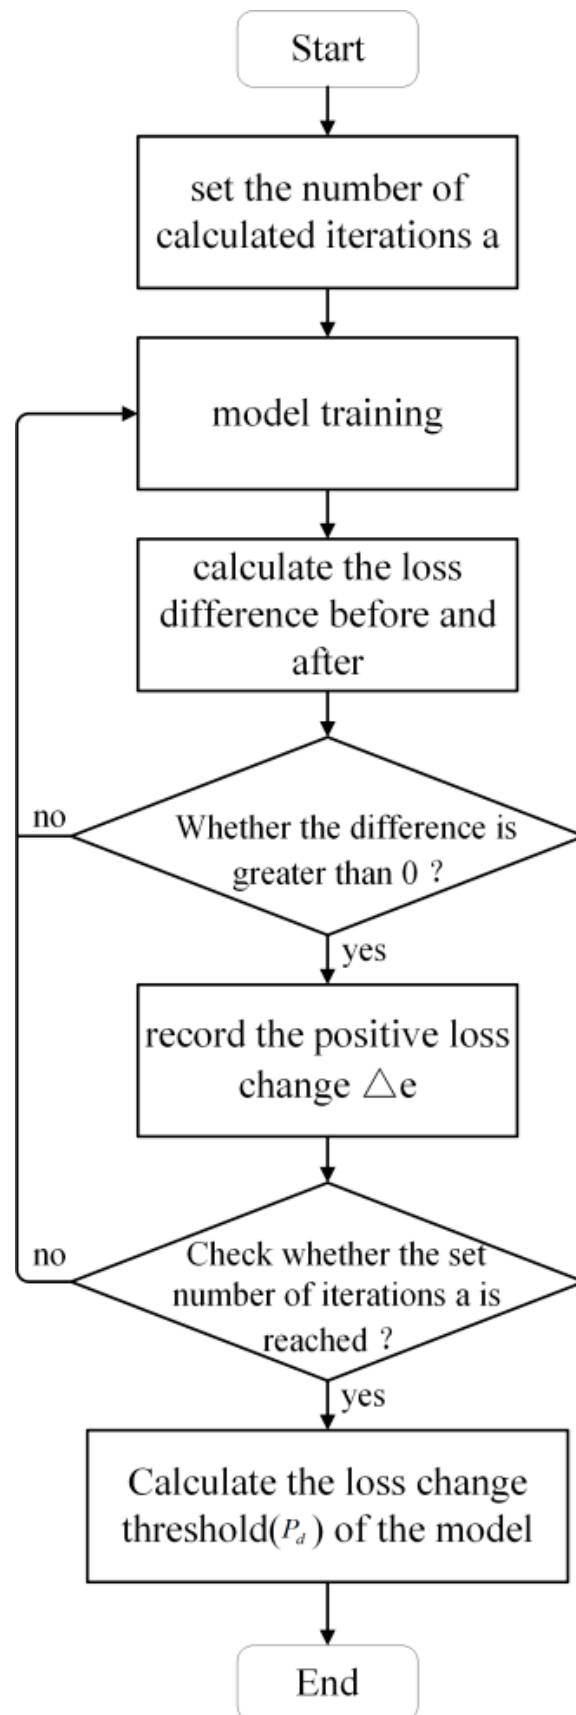 Start
set the number of
calculated iterations a
model training
calculate the loss
difference before and
after
no
Whether the difference is
greater than 0 ?
yes
record the positive loss
change △e
no
Check whether the set
number of iterations a is
reached ?
yes
Calculate the loss change
threshold(P_d) of the model
End